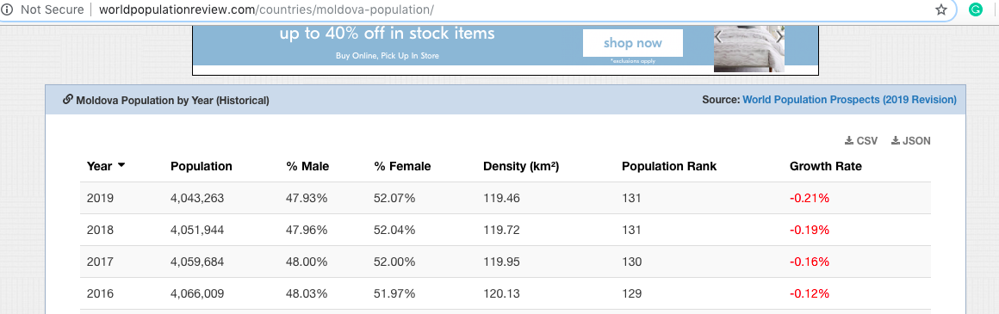 Not Secure | worldpopulationreview.com/countries/moldova-population/
up to 40% off in stock items
Buy Online, Pick Up In Store
shop now
*exclusions apply
Moldova Population by Year (Historical)
Source: World Population Prospects (2019 Revision)
CSV JSON
Year Population % Male % Female Density (km²) Population Rank Growth Rate
2019 4,043,263 47.93% 52.07% 119.46 131 -0.21%
2018 4,051,944 47.96% 52.04% 119.72 131 -0.19%
2017 4,059,684 48.00% 52.00% 119.95 130 -0.16%
2016 4,066,009 48.03% 51.97% 120.13 129 -0.12%